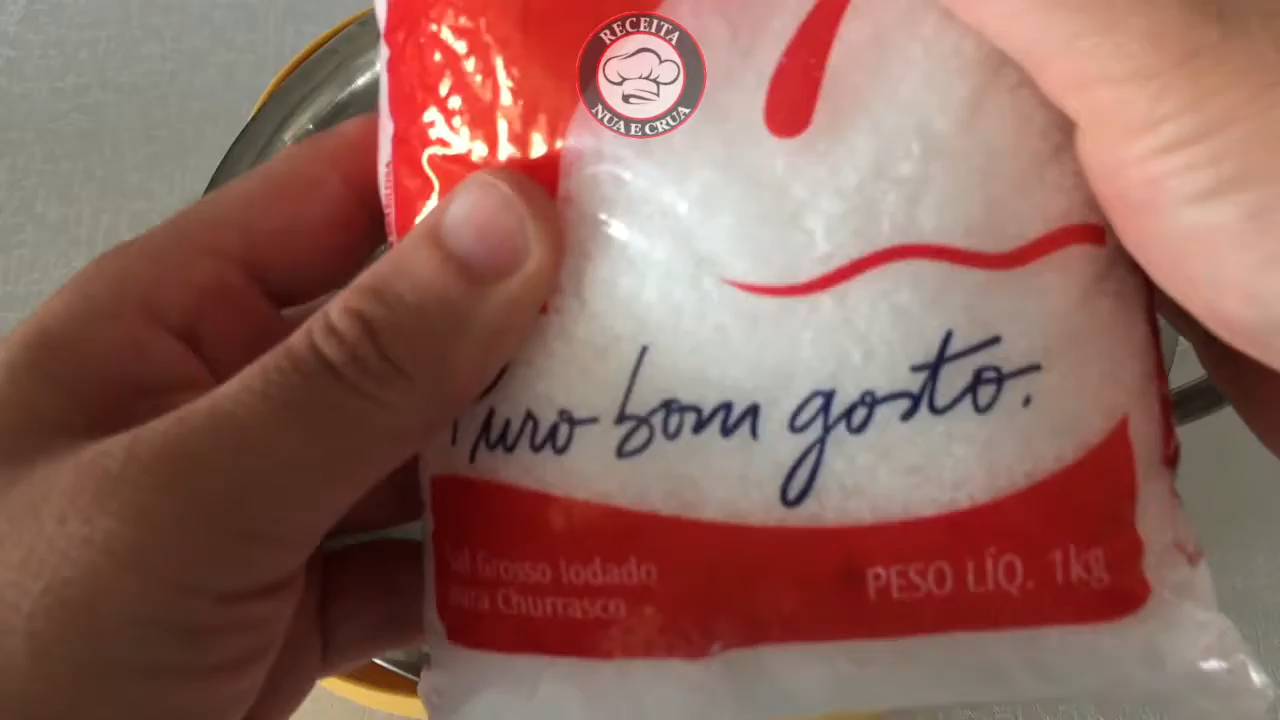 RECEITA
NUA E CRUA
Puro bom gosto.
Sal Grosso Iodado
para Churrasco
PESO LÍQ. 1kg